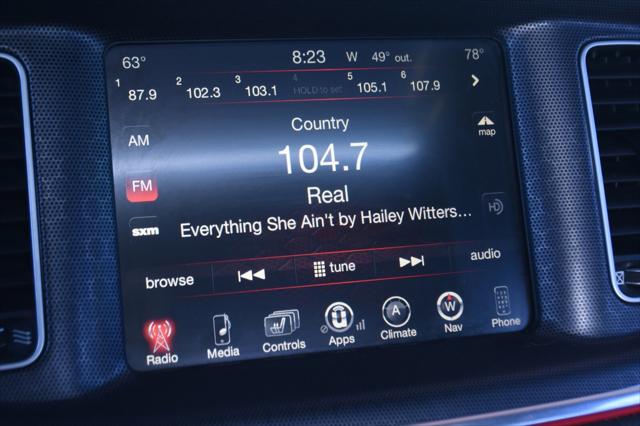 63° 8:23 W 49° out. 78°
1 87.9 2 102.3 3 103.1 4 HOLD to set 5 105.1 6 107.9
Country
map
AM
104.7
FM
Real
HD
sxm
Everything She Ain't by Hailey Witters...
browse tune audio
Radio Media Controls Apps Climate Nav Phone
A W